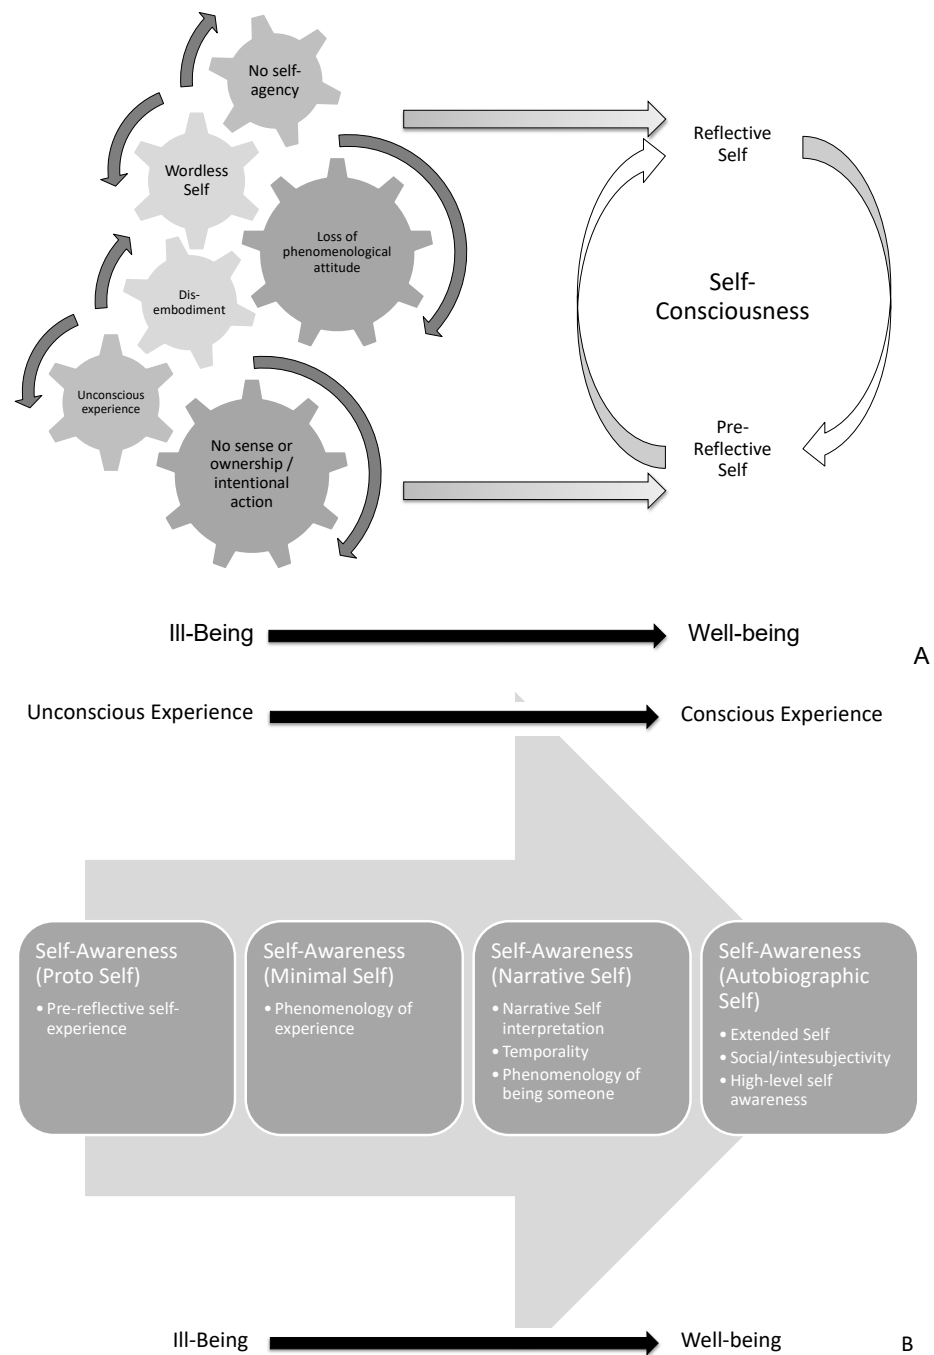 No self-
agency
Wordless
Self
Loss of
phenomenological
attitude
Dis-
embodiment
Unconscious
experience
No sense or
ownership /
intentional
action
Reflective
Self
Self-
Consciousness
Pre-
Reflective
Self
Ill-Being
Well-being
A
Unconscious Experience
Conscious Experience
Self-Awareness
(Proto Self)
• Pre-reflective self-
experience
Self-Awareness
(Minimal Self)
• Phenomenology of
experience
Self-Awareness
(Narrative Self)
• Narrative Self
interpretation
• Temporality
• Phenomenology of
being someone
Self-Awareness
(Autobiographic
Self)
• Extended Self
• Social/intesubjectivity
• High-level self
awareness
Ill-Being
Well-being
B